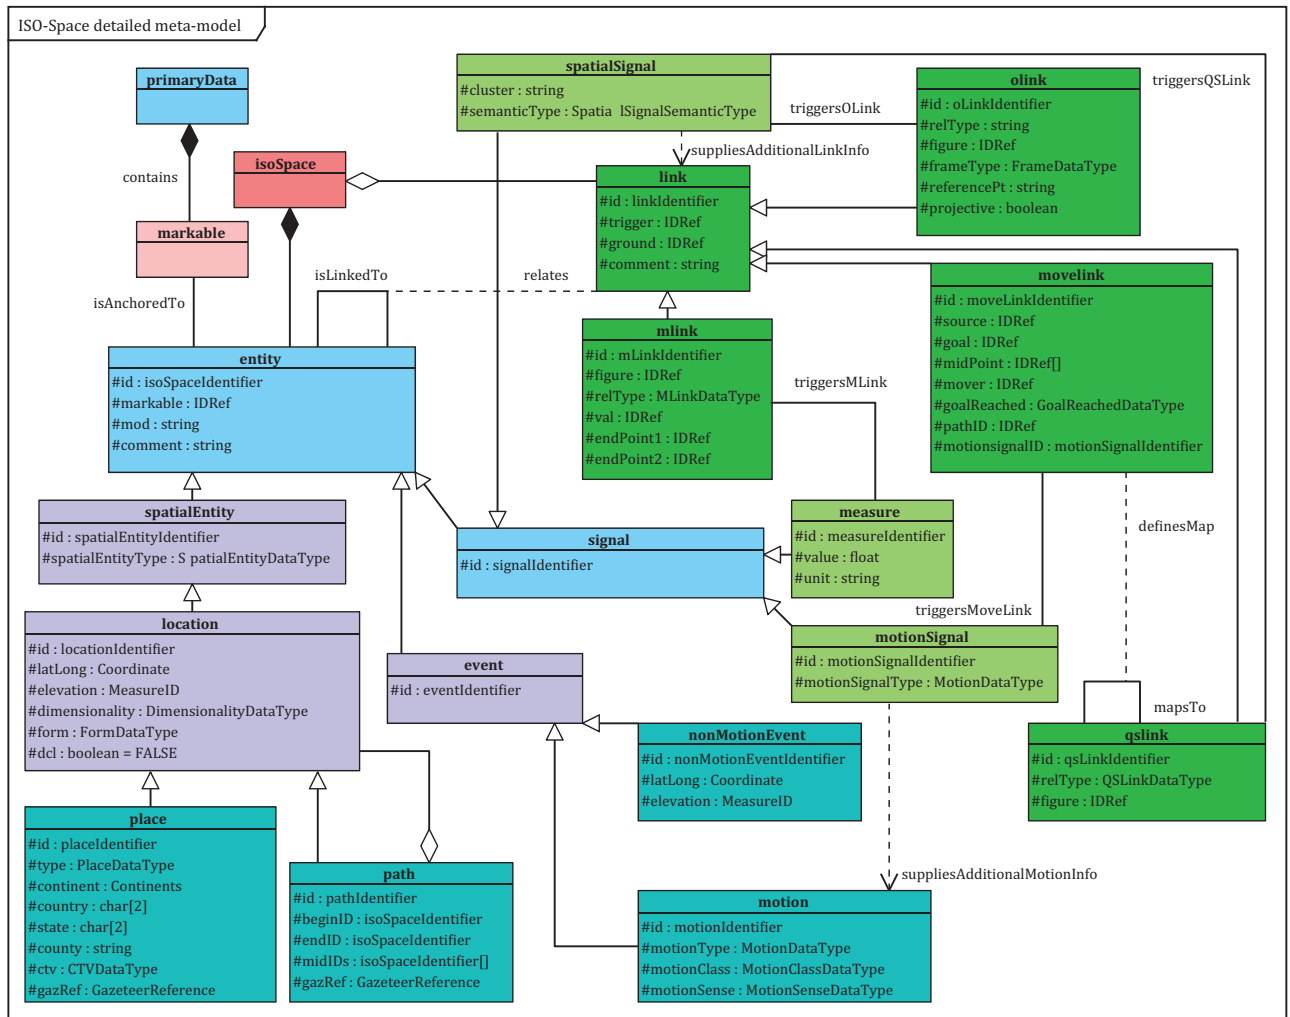 ISO-Space detailed meta-model
primaryData
contains
markable
isAnchoredTo
isoSpace
isLinkedTo
relates
spatialSignal
#cluster : string
#semanticType : Spatia lSignalSemanticType
triggersOLink
triggersQSLink
suppliesAdditionalLinkInfo
olink
#id : oLinkIdentifier
#relType : string
#figure : IDRef
#frameType : FrameDataType
#referencePt : string
#projective : boolean
link
#id : linkIdentifier
#trigger : IDRef
#ground : IDRef
#comment : string
movelink
#id : moveLinkIdentifier
#source : IDRef
#goal : IDRef
#midPoint : IDRef[]
#mover : IDRef
#goalReached : GoalReachedDataType
#pathID : IDRef
#motionsignalID : motionSignalIdentifier
mlink
#id : mLinkIdentifier
#figure : IDRef
#relType : MLinkDataType
#val : IDRef
#endPoint1 : IDRef
#endPoint2 : IDRef
triggersMLink
entity
#id : isoSpaceIdentifier
#markable : IDRef
#mod : string
#comment : string
spatialEntity
#id : spatialEntityIdentifier
#spatialEntityType : S patialEntityDataType
signal
#id : signalIdentifier
measure
#id : measureIdentifier
#value : float
#unit : string
definesMap
triggersMoveLink
location
#id : locationIdentifier
#latLong : Coordinate
#elevation : MeasureID
#dimensionality : DimensionalityDataType
#form : FormDataType
#dcl : boolean = FALSE
event
#id : eventIdentifier
motionSignal
#id : motionSignalIdentifier
#motionSignalType : MotionDataType
mapsTo
nonMotionEvent
#id : nonMotionEventIdentifier
#latLong : Coordinate
#elevation : MeasureID
qslink
#id : qsLinkIdentifier
#relType : QSLinkDataType
#figure : IDRef
place
#id : placeIdentifier
#type : PlaceDataType
#continent : Continents
#country : char[2]
#state : char[2]
#county : string
#ctv : CTVDataType
#gazRef : GazeteerReference
path
#id : pathIdentifier
#beginID : isoSpaceIdentifier
#endID : isoSpaceIdentifier
#midIDs : isoSpaceIdentifier[]
#gazRef : GazeteerReference
suppliesAdditionalMotionInfo
motion
#id : motionIdentifier
#motionType : MotionDataType
#motionClass : MotionClassDataType
#motionSense : MotionSenseDataType